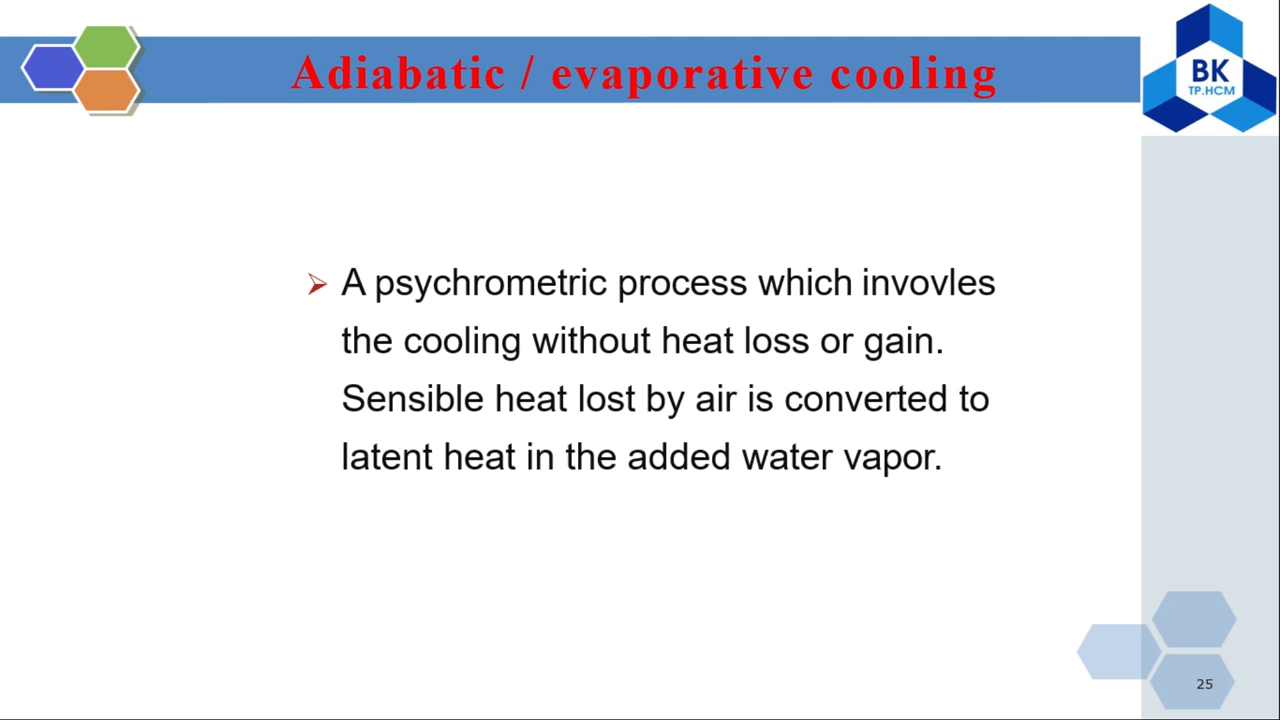 Adiabatic / evaporative cooling
BK
TP.HCM
➢ A psychrometric process which invovles
the cooling without heat loss or gain.
Sensible heat lost by air is converted to
latent heat in the added water vapor.
25